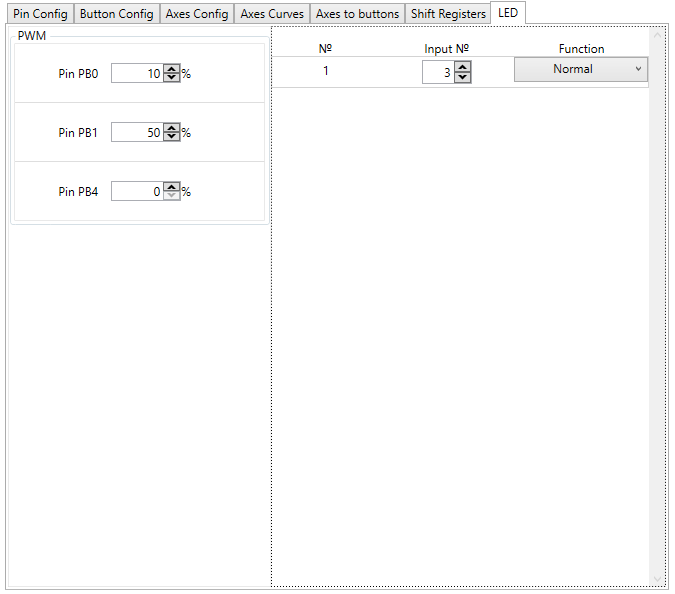 Pin Config Button Config Axes Config Axes Curves Axes to buttons Shift Registers LED
PWM
Pin PB0 10 %
Pin PB1 50 %
Pin PB4 0 %
Nº Input Nº Function
1 3 Normal